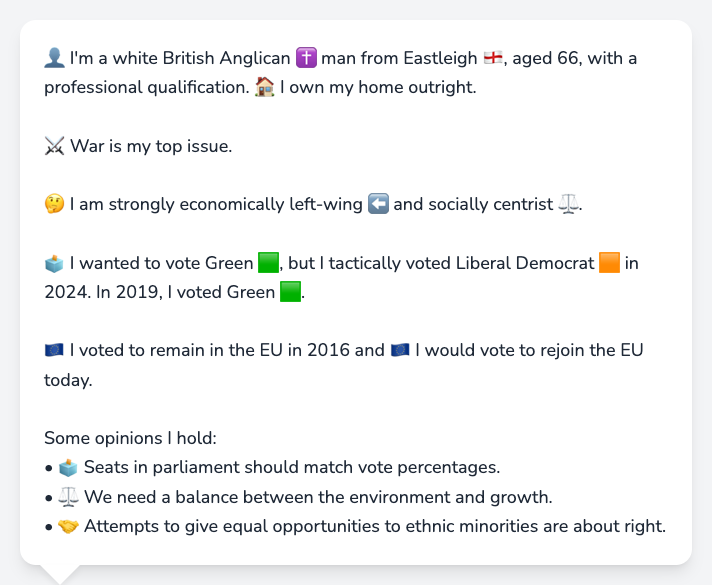 👤 I'm a white British Anglican ✝️ man from Eastleigh 🏴󠁧󠁢󠁥󠁮󠁧󠁿, aged 66, with a
professional qualification. 🏠 I own my home outright.
⚔️ War is my top issue.
🤔 I am strongly economically left-wing ⬅️ and socially centrist ⚖️.
🗳️ I wanted to vote Green 🟩, but I tactically voted Liberal Democrat 🟧 in
2024. In 2019, I voted Green 🟩.
🇪🇺 I voted to remain in the EU in 2016 and 🇪🇺 I would vote to rejoin the EU
today.
Some opinions I hold:
• 🗳️ Seats in parliament should match vote percentages.
• ⚖️ We need a balance between the environment and growth.
• 🤝 Attempts to give equal opportunities to ethnic minorities are about right.